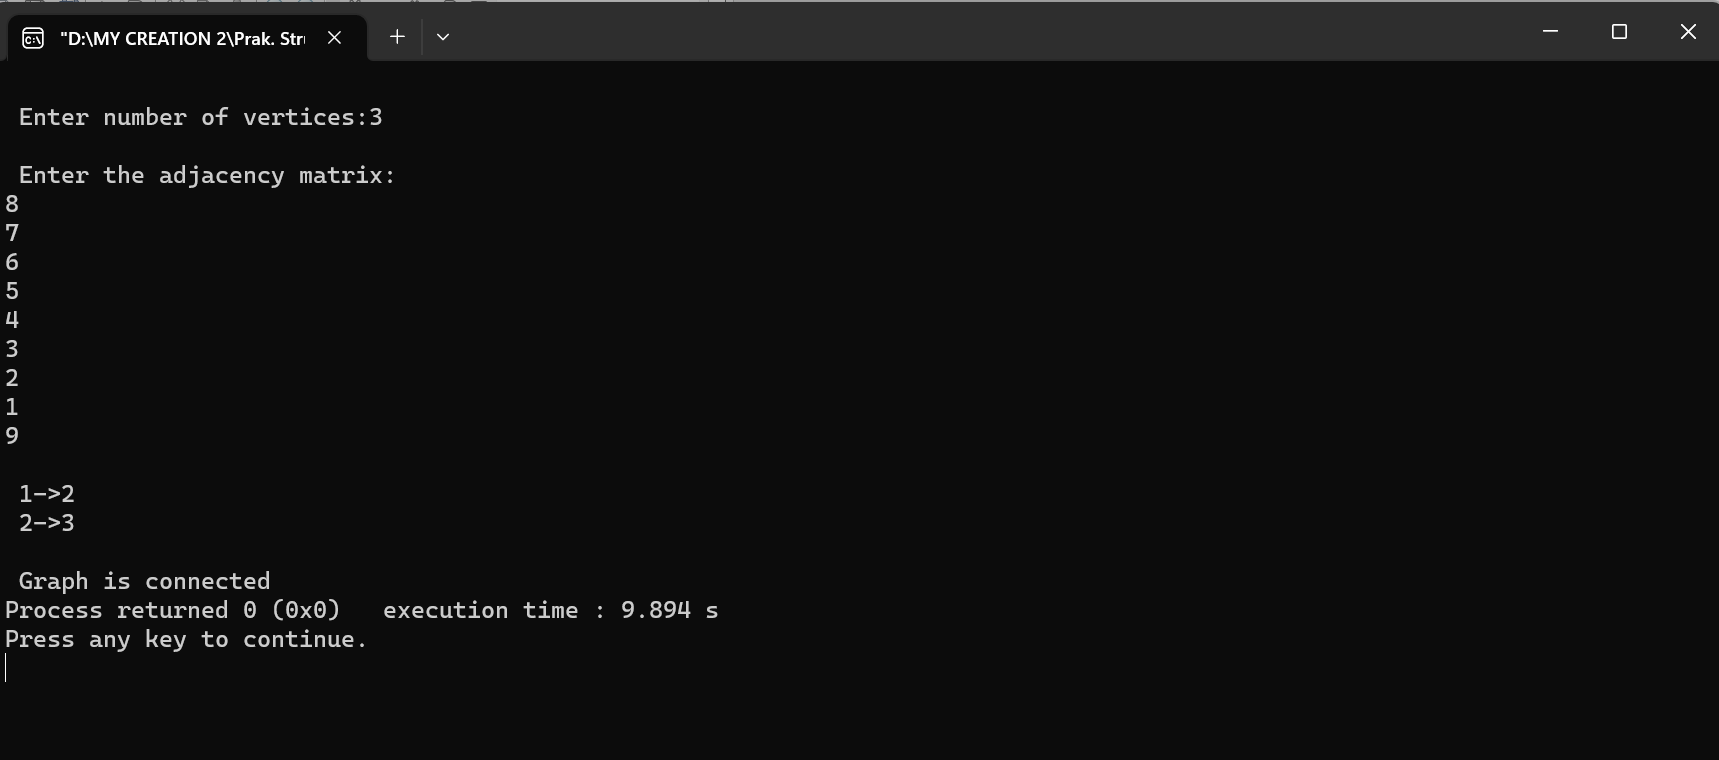 "D:\MY CREATION 2\Prak. Str
Enter number of vertices:3
Enter the adjacency matrix:
8
7
6
5
4
3
2
1
9
1->2
2->3
Graph is connected
Process returned 0 (0x0)   execution time : 9.894 s
Press any key to continue.